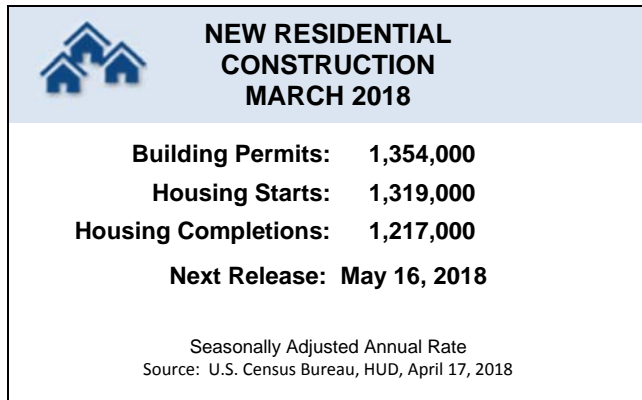 NEW RESIDENTIAL
CONSTRUCTION
MARCH 2018
Building Permits: 1,354,000
Housing Starts: 1,319,000
Housing Completions: 1,217,000
Next Release: May 16, 2018
Seasonally Adjusted Annual Rate
Source: U.S. Census Bureau, HUD, April 17, 2018